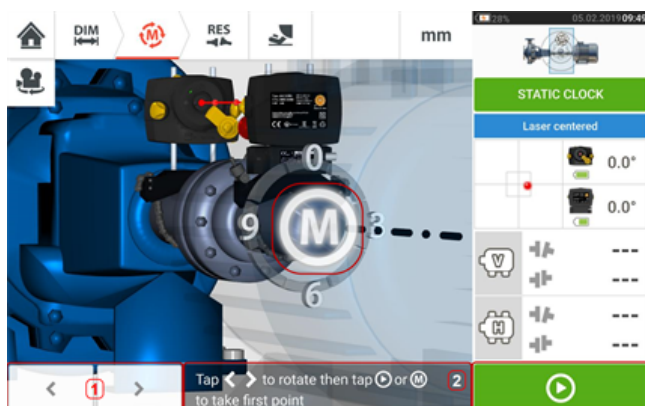 DIM
M
RES
mm
28%
05.02.2019 09:49
STATIC CLOCK
Laser centered
0.0°
0.0°
0
9
M
3
6
V
---
---
H
---
---
1
Tap < > to rotate then tap or M
to take first point
2